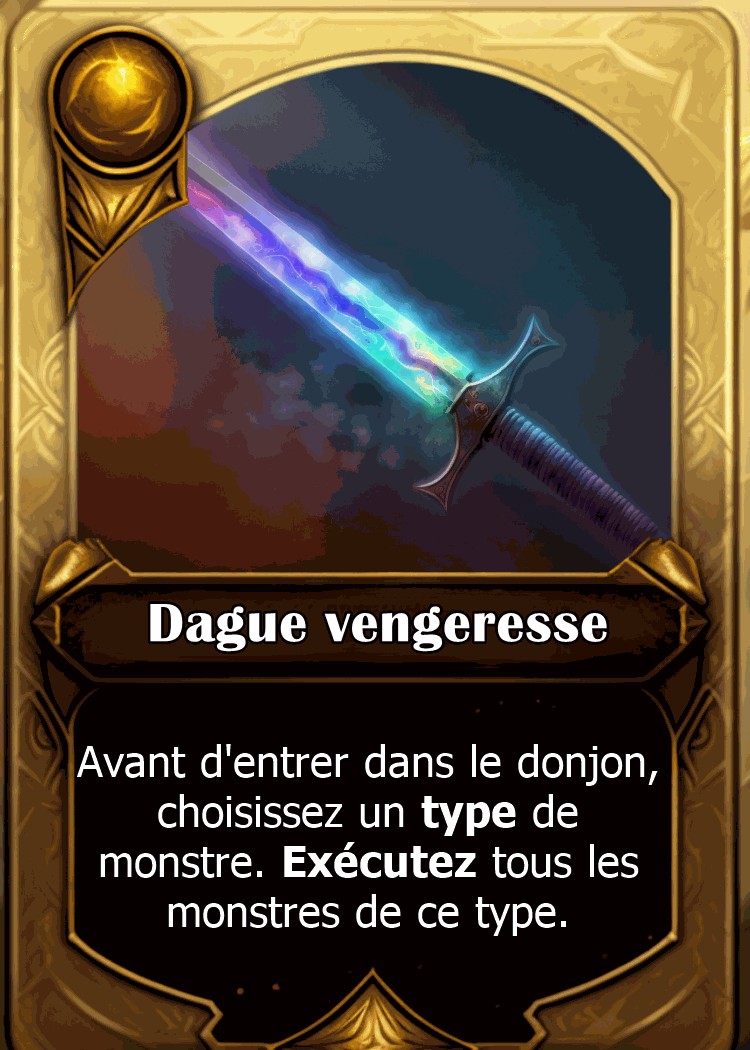 Dague vengeresse
Avant d'entrer dans le donjon,
choisissez un type de
monstre. Exécutez tous les
monstres de ce type.